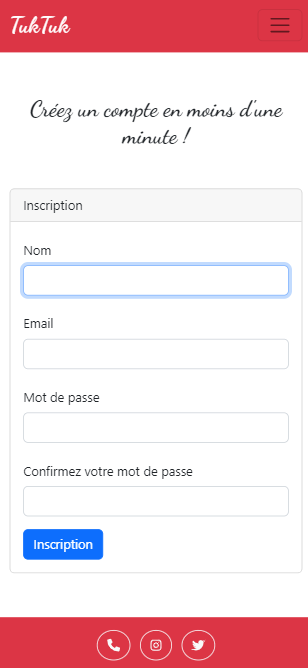 TukTuk
Créez un compte en moins d'une
minute !
Inscription
Nom
Email
Mot de passe
Confirmez votre mot de passe
Inscription